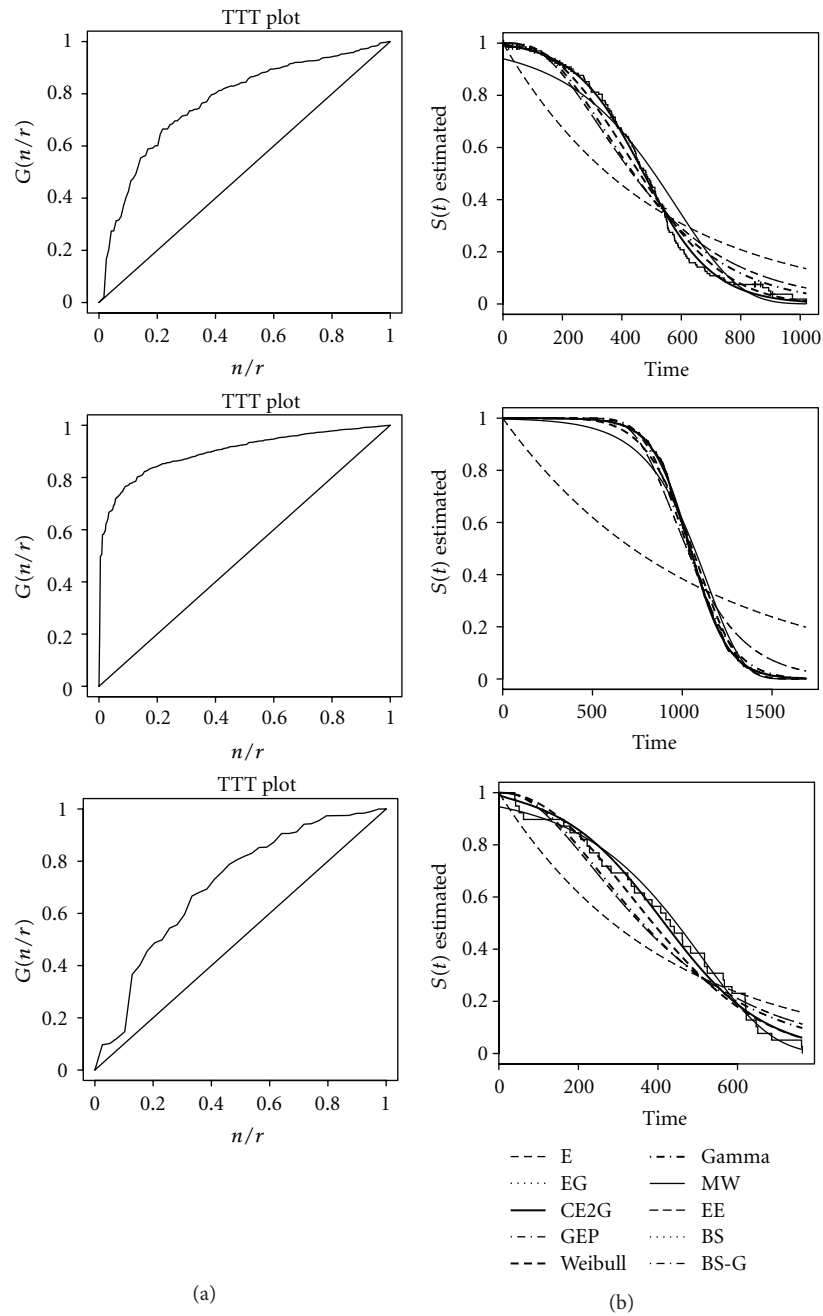 TTT plot
1
0.8
0.6
0.4
0.2
0
G(n/r)
0 0.2 0.4 0.6 0.8 1
n/r
1
0.8
0.6
0.4
0.2
0
S(t) estimated
0 200 400 600 800 1000
Time
TTT plot
1
0.8
0.6
0.4
0.2
0
G(n/r)
0 0.2 0.4 0.6 0.8 1
n/r
1
0.8
0.6
0.4
0.2
0
S(t) estimated
0 500 1000 1500
Time
TTT plot
1
0.8
0.6
0.4
0.2
0
G(n/r)
0 0.2 0.4 0.6 0.8 1
n/r
1
0.8
0.6
0.4
0.2
0
S(t) estimated
0 200 400 600
Time
E
EG
CE2G
GEP
Weibull
Gamma
MW
EE
BS
BS-G
(a)
(b)